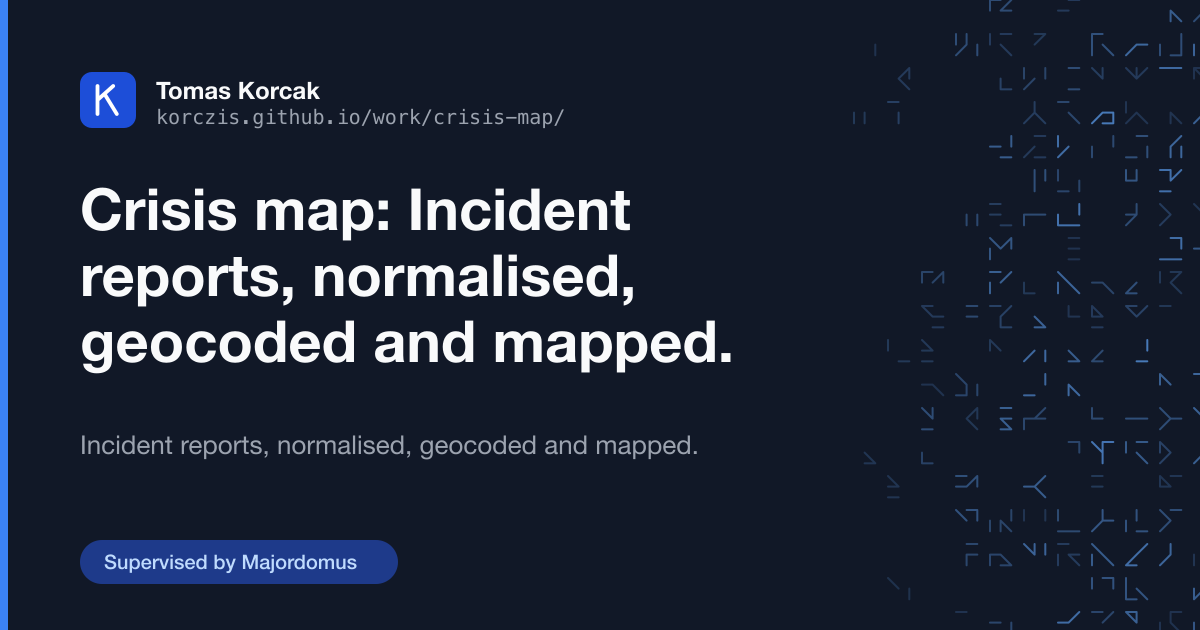 K
Tomas Korcak
korczis.github.io/work/crisis-map/
Crisis map: Incident
reports, normalised,
geocoded and mapped.
Incident reports, normalised, geocoded and mapped.
Supervised by Majordomus